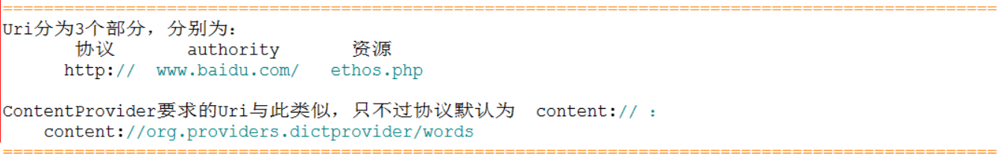 ====================================================================================================
Uri分为3个部分，分别为：
协议 authority 资源
http:// www.baidu.com/ ethos.php
ContentProvider要求的Uri与此类似，只不过协议默认为 content:// ：
content://org.providers.dictprovider/words
====================================================================================================